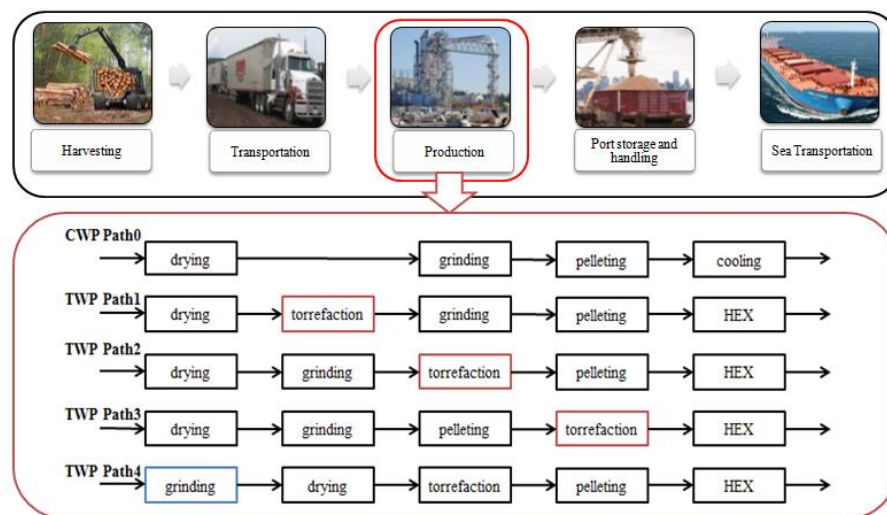 Harvesting
Transportation
Production
Port storage and
handling
Sea Transportation
CWP Path0
drying
grinding
pelleting
cooling
TWP Path1
drying
torrefaction
grinding
pelleting
HEX
TWP Path2
drying
grinding
torrefaction
pelleting
HEX
TWP Path3
drying
grinding
pelleting
torrefaction
HEX
TWP Path4
grinding
drying
torrefaction
pelleting
HEX